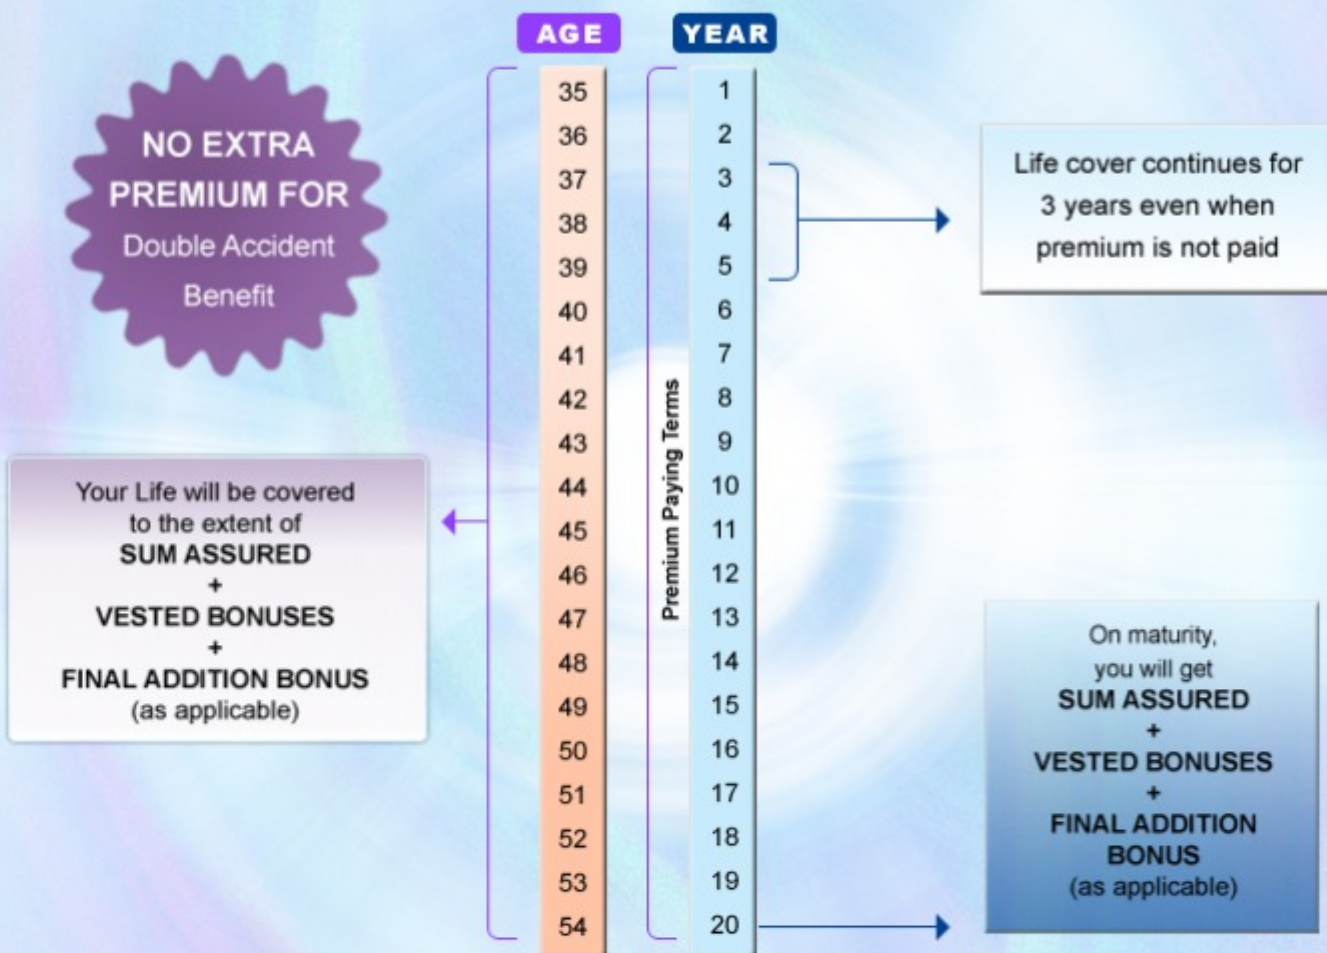 AGE
YEAR
NO EXTRA
PREMIUM FOR
Double Accident
Benefit
35
36
37
38
39
40
41
42
43
44
45
46
47
48
49
50
51
52
53
54
Premium Paying Terms
1
2
3
4
5
6
7
8
9
10
11
12
13
14
15
16
17
18
19
20
Life cover continues for
3 years even when
premium is not paid
Your Life will be covered
to the extent of
SUM ASSURED
+
VESTED BONUSES
+
FINAL ADDITION BONUS
(as applicable)
On maturity,
you will get
SUM ASSURED
+
VESTED BONUSES
+
FINAL ADDITION
BONUS
(as applicable)